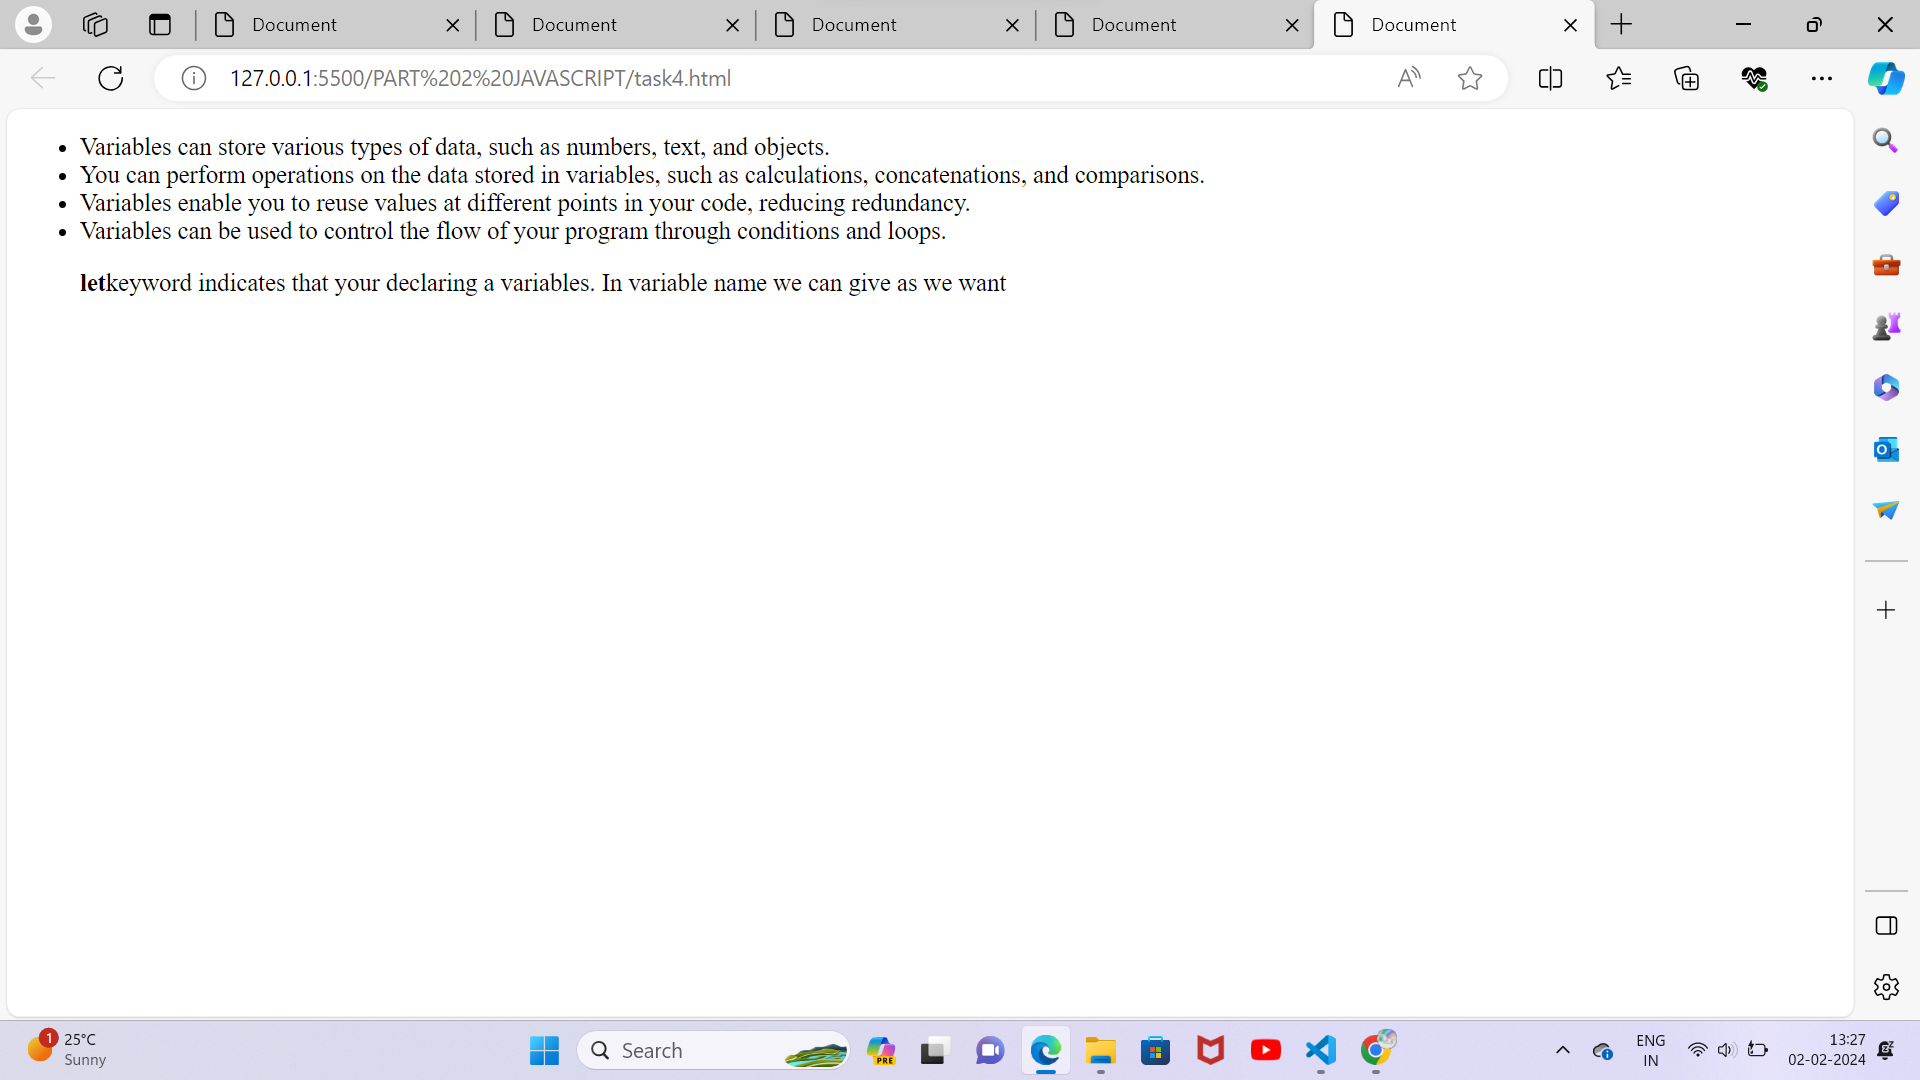 Document Document Document Document Document
127.0.0.1:5500/PART%202%20JAVASCRIPT/task4.html
Variables can store various types of data, such as numbers, text, and objects.
You can perform operations on the data stored in variables, such as calculations, concatenations, and comparisons.
Variables enable you to reuse values at different points in your code, reducing redundancy.
Variables can be used to control the flow of your program through conditions and loops.
letkeyword indicates that your declaring a variables. In variable name we can give as we want
1 25°C
Sunny
Search
PRE
ENG
IN
13:27
02-02-2024